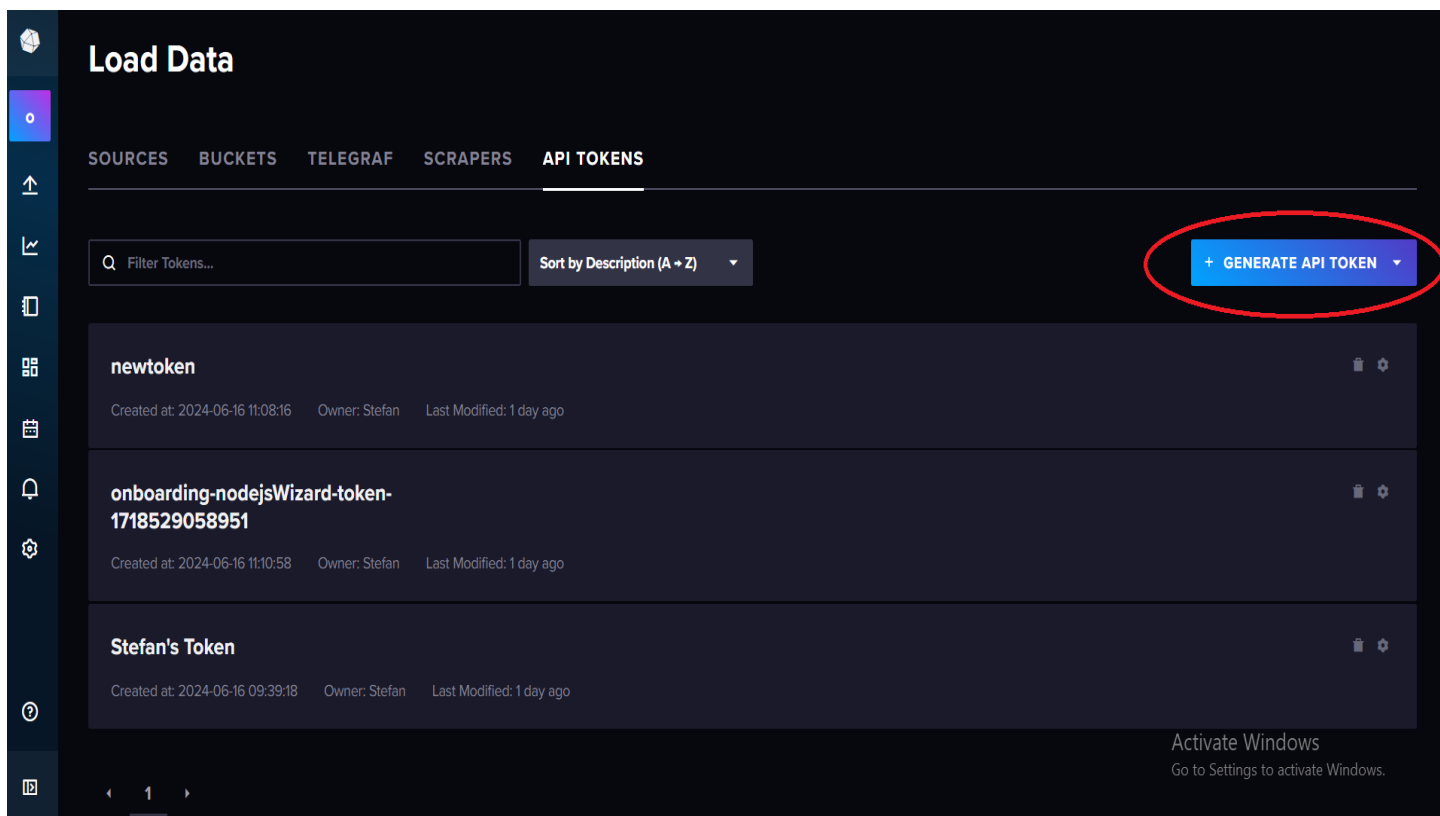 Load Data
o
SOURCES BUCKETS TELEGRAF SCRAPERS API TOKENS
Filter Tokens... Sort by Description (A → Z) + GENERATE API TOKEN
newtoken
Created at: 2024-06-16 11:08:16 Owner: Stefan Last Modified: 1 day ago
onboarding-nodejsWizard-token-
1718529058951
Created at: 2024-06-16 11:10:58 Owner: Stefan Last Modified: 1 day ago
Stefan's Token
Created at: 2024-06-16 09:39:18 Owner: Stefan Last Modified: 1 day ago
Activate Windows
Go to Settings to activate Windows.
1